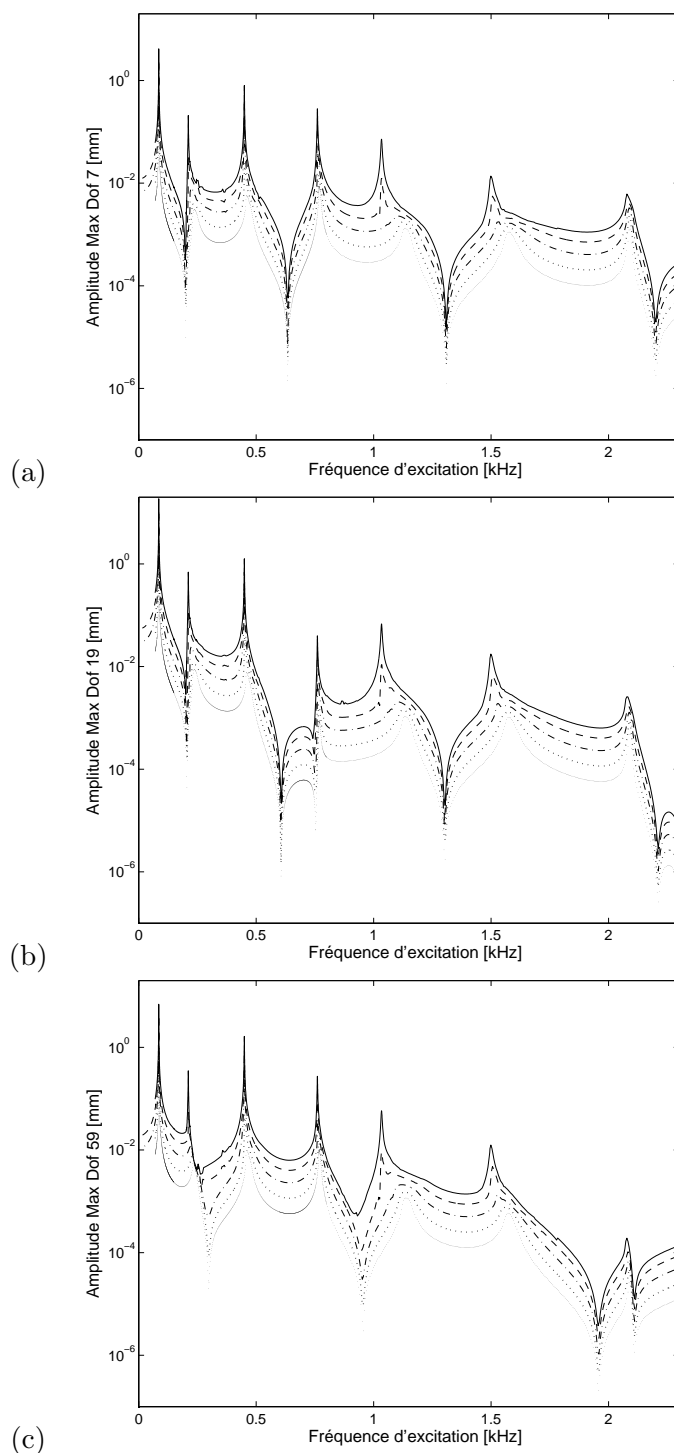 10^0
10^-2
10^-4
10^-6
Amplitude Max Dof 7 [mm]
0 0.5 1 1.5 2
Fréquence d'excitation [kHz]
(a)
10^0
10^-2
10^-4
10^-6
Amplitude Max Dof 19 [mm]
0 0.5 1 1.5 2
Fréquence d'excitation [kHz]
(b)
10^0
10^-2
10^-4
10^-6
Amplitude Max Dof 59 [mm]
0 0.5 1 1.5 2
Fréquence d'excitation [kHz]
(c)